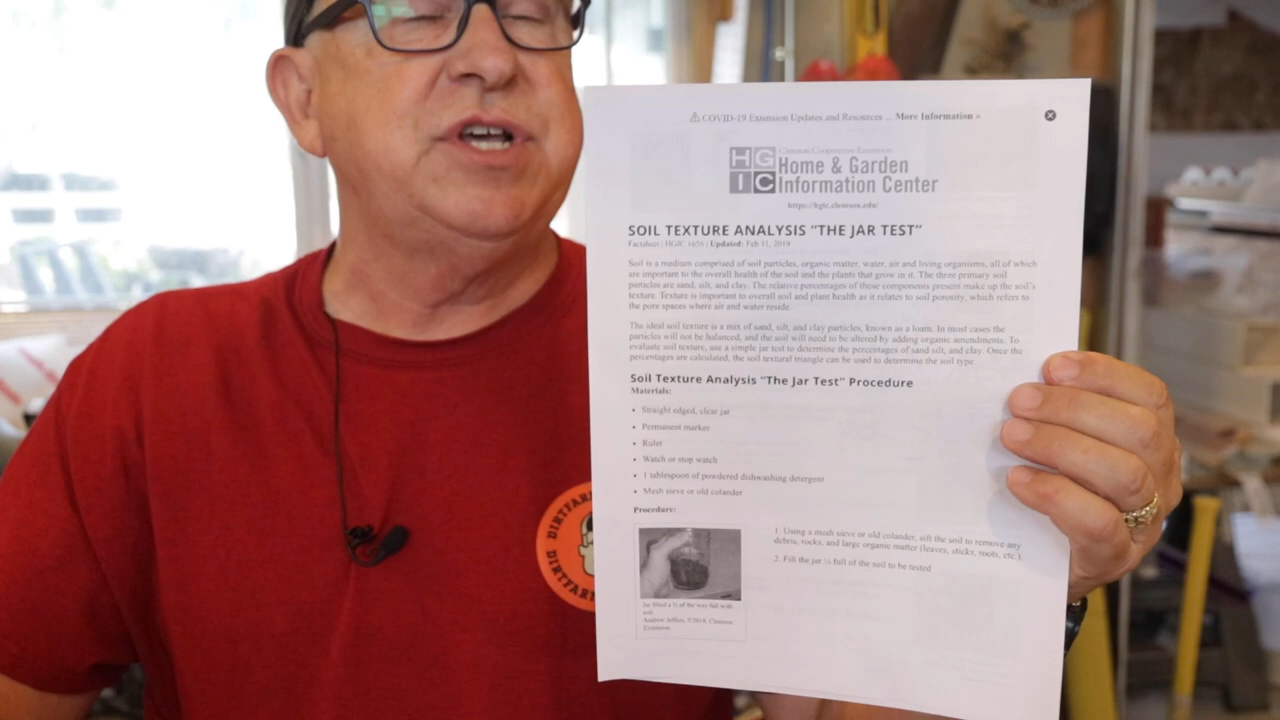 ⚠ COVID-19 Extension Updates and Resources ... More Information »
HG
IC
Clemson Cooperative Extension
Home & Garden
Information Center
https://hgic.clemson.edu/
SOIL TEXTURE ANALYSIS “THE JAR TEST”
Factsheet | HGIC 1656 | Updated: Feb 11, 2019
Soil is a medium comprised of soil particles, organic matter, water, air and living organisms, all of which
are important to the overall health of the soil and the plants that grow in it. The three primary soil
particles are sand, silt, and clay. The relative percentages of these components present make up the soil’s
texture. Texture is important to overall soil and plant health as it relates to soil porosity, which refers to
the pore spaces where air and water reside.
The ideal soil texture is a mix of sand, silt, and clay particles, known as a loam. In most cases the
particles will not be balanced, and the soil will need to be altered by adding organic amendments. To
evaluate soil texture, use a simple jar test to determine the percentages of sand silt, and clay. Once the
percentages are calculated, the soil textural triangle can be used to determine the soil type.
Soil Texture Analysis “The Jar Test” Procedure
Materials:
• Straight edged, clear jar
• Permanent marker
• Ruler
• Watch or stop watch
• 1 tablespoon of powdered dishwashing detergent
• Mesh sieve or old colander
Procedure:
1. Using a mesh sieve or old colander, sift the soil to remove any
debris, rocks, and large organic matter (leaves, sticks, roots, etc.).
2. Fill the jar ⅓ full of the soil to be tested
Jar filled a ⅓ of the way full with
soil.
Andrew Jeffers, ©2018, Clemson
Extension
DIRTFAR
DIRTFAR